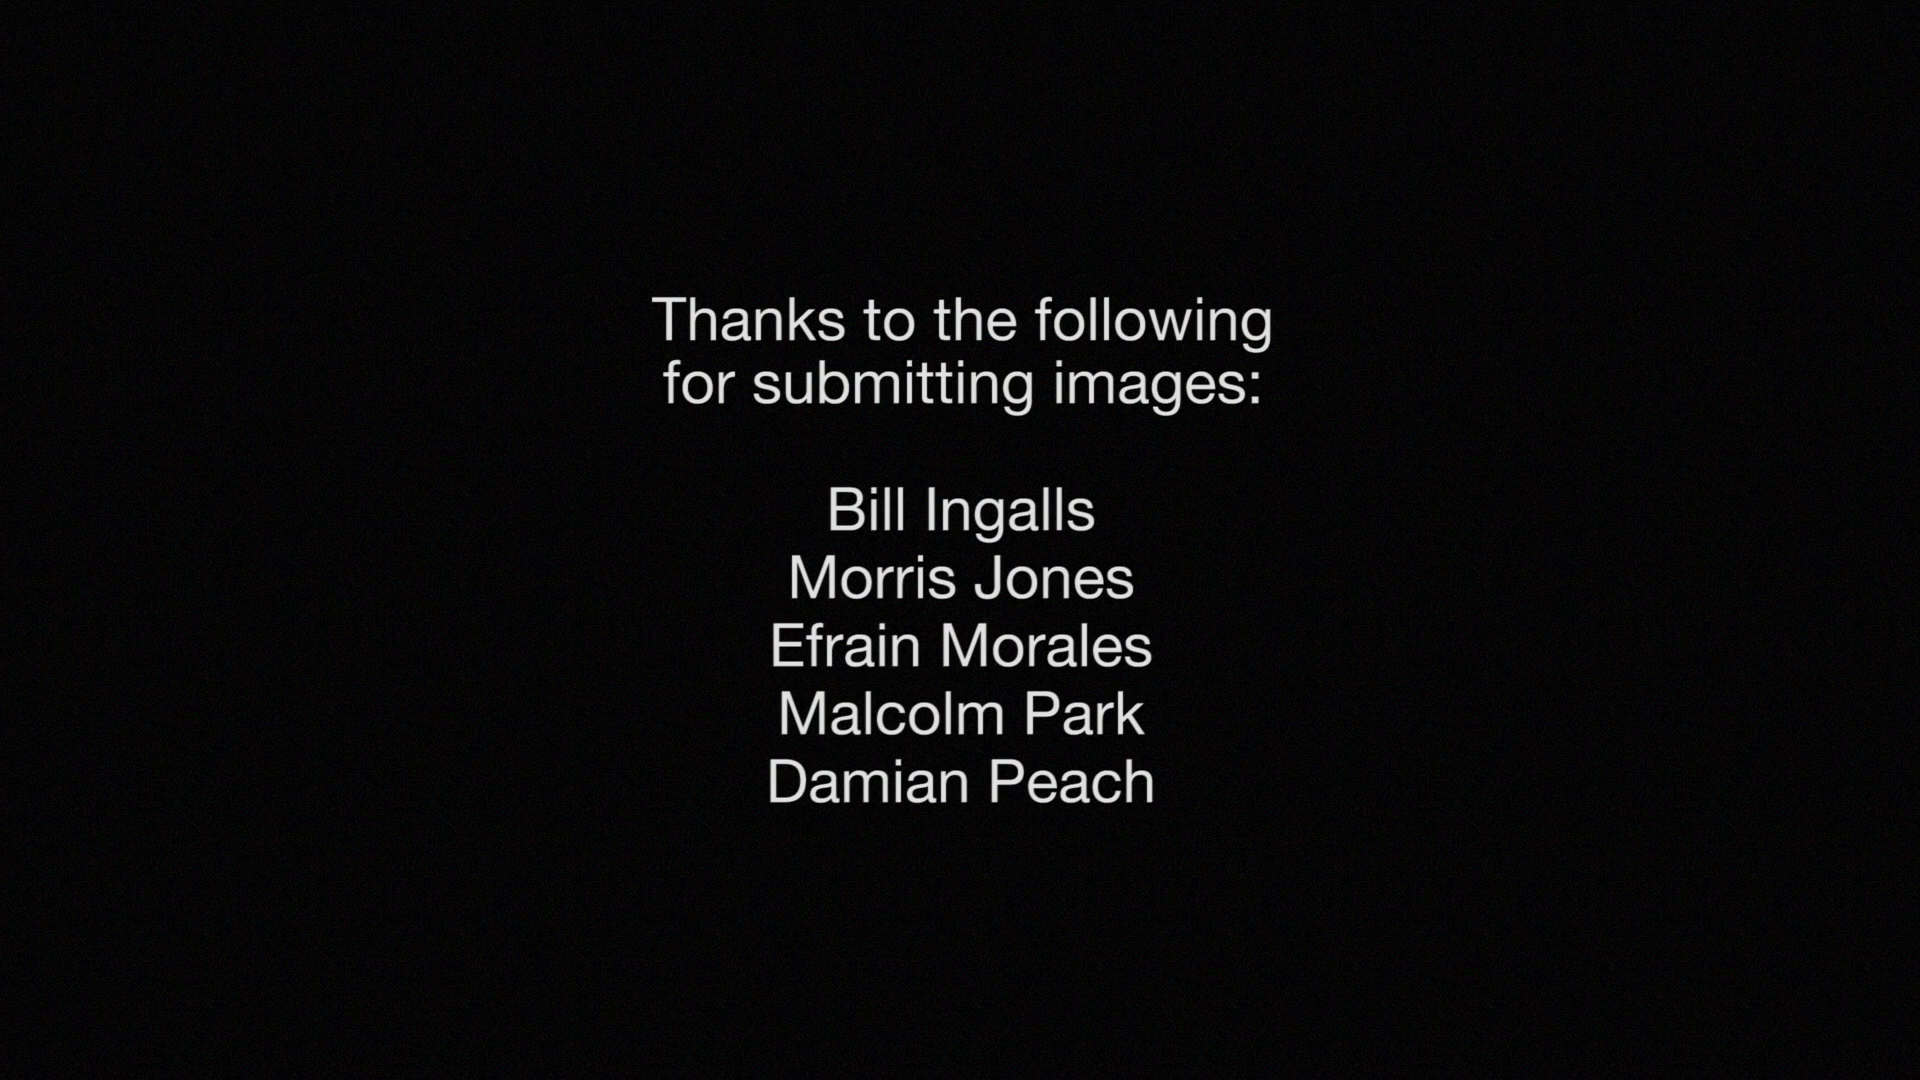 Thanks to the following
for submitting images:
Bill Ingalls
Morris Jones
Efrain Morales
Malcolm Park
Damian Peach